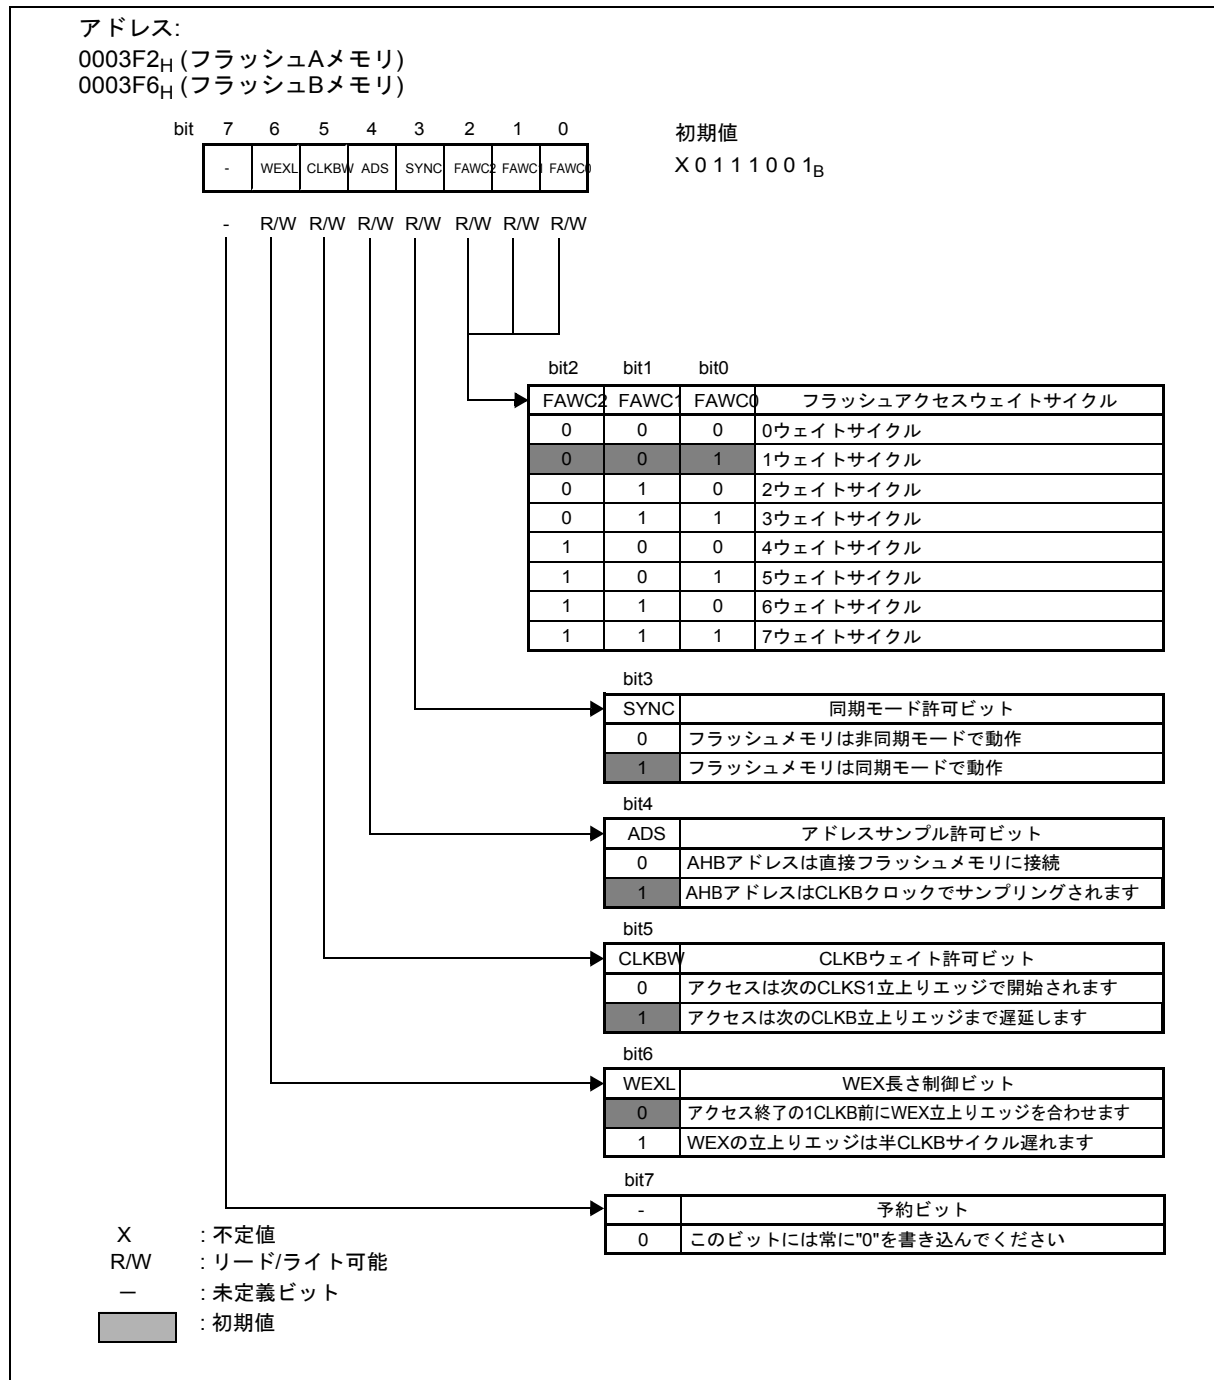 アドレス:
0003F2H (フラッシュAメモリ)
0003F6H (フラッシュBメモリ)
bit 7 6 5 4 3 2 1 0
初期値
- WEXL CLKBW ADS SYNC FAWC2 FAWC1 FAWC0
X 0 1 1 1 0 0 1B
- R/W R/W R/W R/W R/W R/W R/W
bit2 bit1 bit0
FAWC2 FAWC1 FAWC0 フラッシュアクセスウェイトサイクル
0 0 0 0ウェイトサイクル
0 0 1 1ウェイトサイクル
0 1 0 2ウェイトサイクル
0 1 1 3ウェイトサイクル
1 0 0 4ウェイトサイクル
1 0 1 5ウェイトサイクル
1 1 0 6ウェイトサイクル
1 1 1 7ウェイトサイクル
bit3
SYNC 同期モード許可ビット
0 フラッシュメモリは非同期モードで動作
1 フラッシュメモリは同期モードで動作
bit4
ADS アドレスサンプル許可ビット
0 AHBアドレスは直接フラッシュメモリに接続
1 AHBアドレスはCLKBクロックでサンプリングされます
bit5
CLKBW CLKBウェイト許可ビット
0 アクセスは次のCLKS1立上りエッジで開始されます
1 アクセスは次のCLKB立上りエッジまで遅延します
bit6
WEXL WEX長さ制御ビット
0 アクセス終了の1CLKB前にWEX立上りエッジを合わせます
1 WEXの立上りエッジは半CLKBサイクル遅れます
bit7
- 予約ビット
0 このビットには常に"0"を書き込んでください
X : 不定値
R/W : リード/ライト可能
― : 未定義ビット
: 初期値